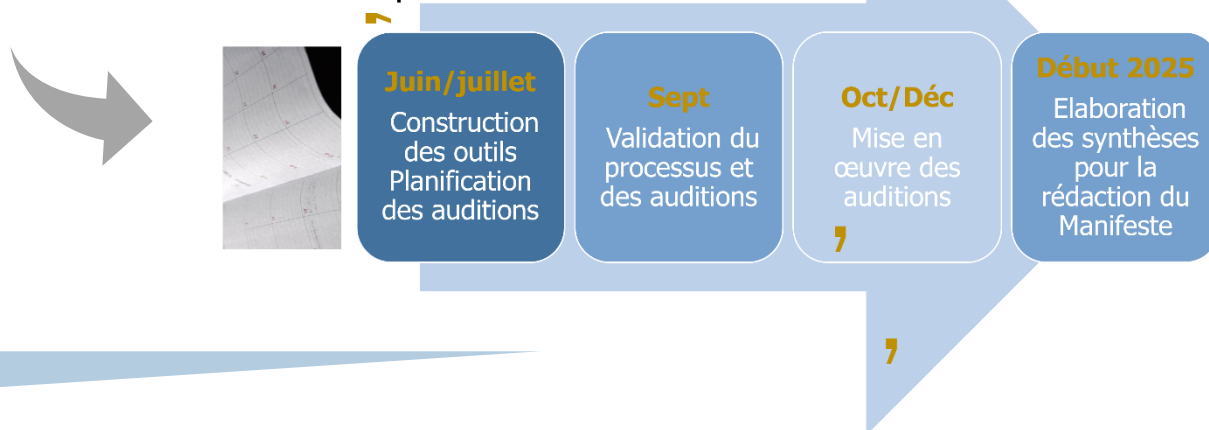 Juin/juillet
Construction
des outils
Planification
des auditions
Sept
Validation du
processus et
des auditions
Oct/Déc
Mise en
œuvre des
auditions
Début 2025
Elaboration
des synthèses
pour la
rédaction du
Manifeste